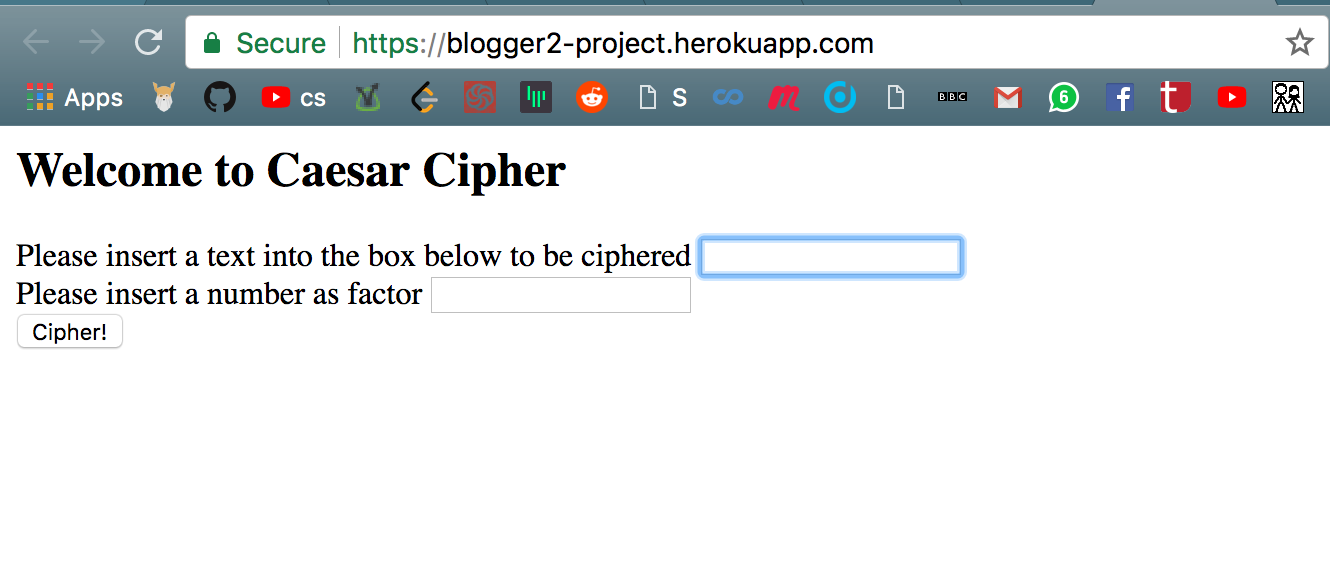 Secure https://blogger2-project.herokuapp.com
Apps cs S BBC 6
Welcome to Caesar Cipher
Please insert a text into the box below to be ciphered
Please insert a number as factor
Cipher!